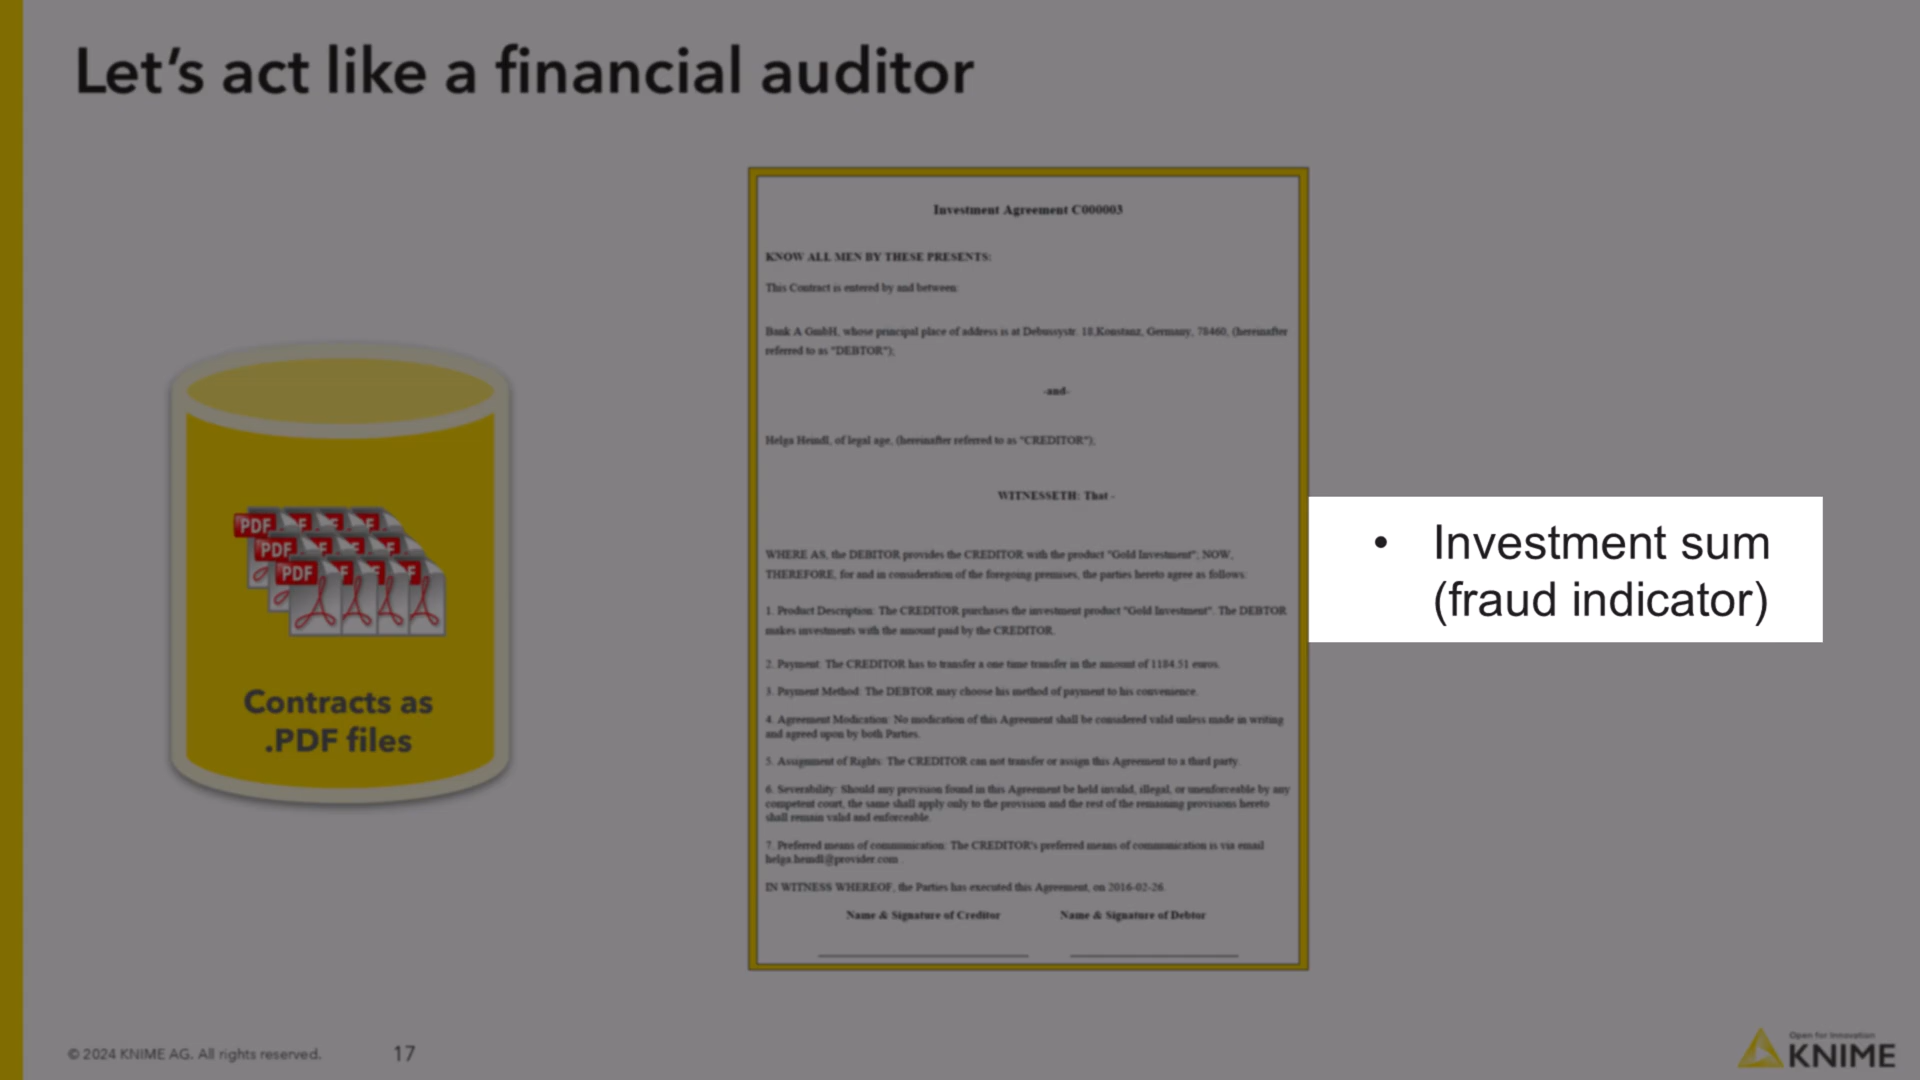 Let's act like a financial auditor
Investment Agreement C000003
KNOW ALL MEN BY THESE PRESENTS:
This Contract is entered by and between:
Bank A GmbH, whose principal place of address is at Debussystr. 18,Konstanz, Germany, 78460, (hereinafter
referred to as "DEBTOR");
-and-
Helga Heindl, of legal age, (hereinafter referred to as "CREDITOR");
WITNESSETH: That -
WHERE AS, the DEBITOR provides the CREDITOR with the product "Gold Investment"; NOW,
THEREFORE, for and in consideration of the foregoing premises, the parties hereto agree as follows:
1. Product Description: The CREDITOR purchases the investment product "Gold Investment". The DEBTOR
makes investments with the amount paid by the CREDITOR.
2. Payment: The CREDITOR has to transfer a one time transfer in the amount of 1184.51 euros.
3. Payment Method: The DEBTOR may choose his method of payment to his convenience.
4. Agreement Modication: No modication of this Agreement shall be considered valid unless made in writing
and agreed upon by both Parties.
5. Assignment of Rights: The CREDITOR can not transfer or assign this Agreement to a third party.
6. Severability: Should any provision found in this Agreement be held invalid, illegal, or unenforceable by any
competent court, the same shall apply only to the provision and the rest of the remaining provisions hereto
shall remain valid and enforceable.
7. Preferred means of communication: The CREDITOR's preferred means of communication is via email
helga.heindl@provider.com .
IN WITNESS WHEREOF, the Parties has executed this Agreement, on 2016-02-26.
Name & Signature of Creditor Name & Signature of Debtor
• Investment sum
(fraud indicator)
PDF
PDF
PDF
Contracts as
.PDF files
© 2024 KNIME AG. All rights reserved. 17
Open for Innovation
KNIME